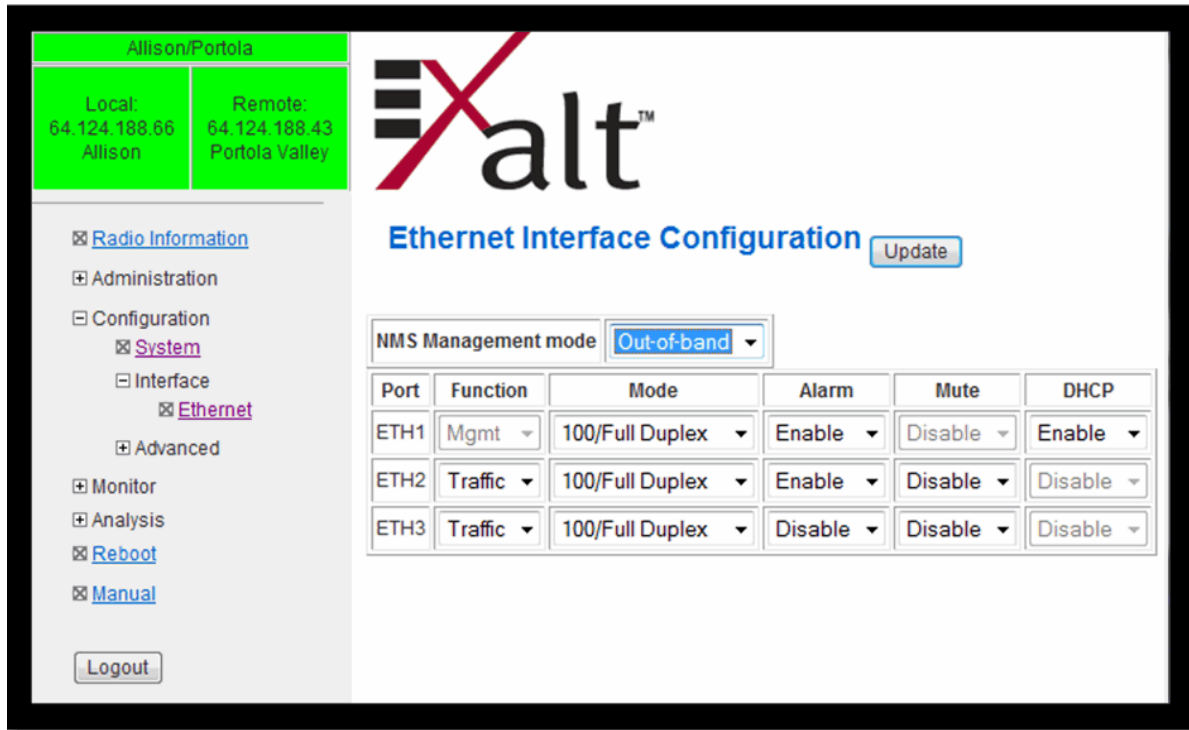 Allison/Portola
Local:
64.124.188.66
Allison
Remote:
64.124.188.43
Portola Valley
Exalt™
Radio Information
Administration
Configuration
System
Interface
Ethernet
Advanced
Monitor
Analysis
Reboot
Manual
Logout
Ethernet Interface Configuration Update
NMS Management mode Out-of-band
Port Function Mode Alarm Mute DHCP
ETH1 Mgmt 100/Full Duplex Enable Disable Enable
ETH2 Traffic 100/Full Duplex Enable Disable Disable
ETH3 Traffic 100/Full Duplex Disable Disable Disable